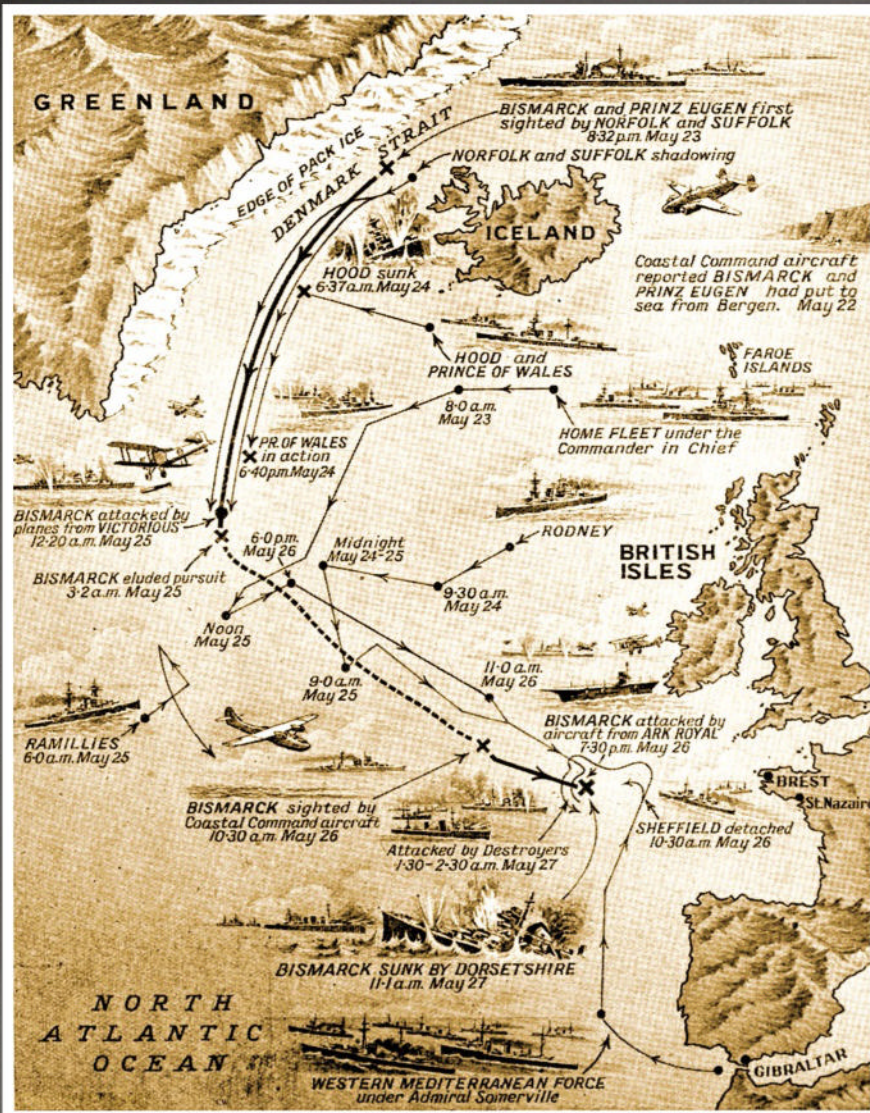 GREENLAND
EDGE OF PACK ICE
DENMARK STRAIT
BISMARCK and PRINZ EUGEN first
sighted by NORFOLK and SUFFOLK
8·32 p.m. May 23
NORFOLK and SUFFOLK shadowing
ICELAND
Coastal Command aircraft
reported BISMARCK and
PRINZ EUGEN had put to
sea from Bergen. May 22
HOOD sunk
6·37a.m. May 24
HOOD and
PRINCE OF WALES
FAROE
ISLANDS
8·0 a.m.
May 23
HOME FLEET under the
Commander in Chief
PR. OF WALES
in action
6·40p.m. May 24
BISMARCK attacked by
planes from VICTORIOUS
12·20 a.m. May 25
6·0 p.m.
May 26
Midnight
May 24-25
RODNEY
BRITISH
ISLES
BISMARCK eluded pursuit
3·2 a.m. May 25
9·30 a.m.
May 24
Noon
May 25
9·0 a.m.
May 25
11·0 a.m.
May 26
RAMILLIES
6·0 a.m. May 25
BISMARCK attacked by
aircraft from ARK ROYAL
7·30 p.m. May 26
BREST
St. Nazaire
BISMARCK sighted by
Coastal Command aircraft
10·30 a.m. May 26
SHEFFIELD detached
10·30 a.m. May 26
Attacked by Destroyers
1·30-2·30 a.m. May 27
BISMARCK SUNK BY DORSETSHIRE
11·1 a.m. May 27
NORTH
ATLANTIC
OCEAN
GIBRALTAR
WESTERN MEDITERRANEAN FORCE
under Admiral Somerville